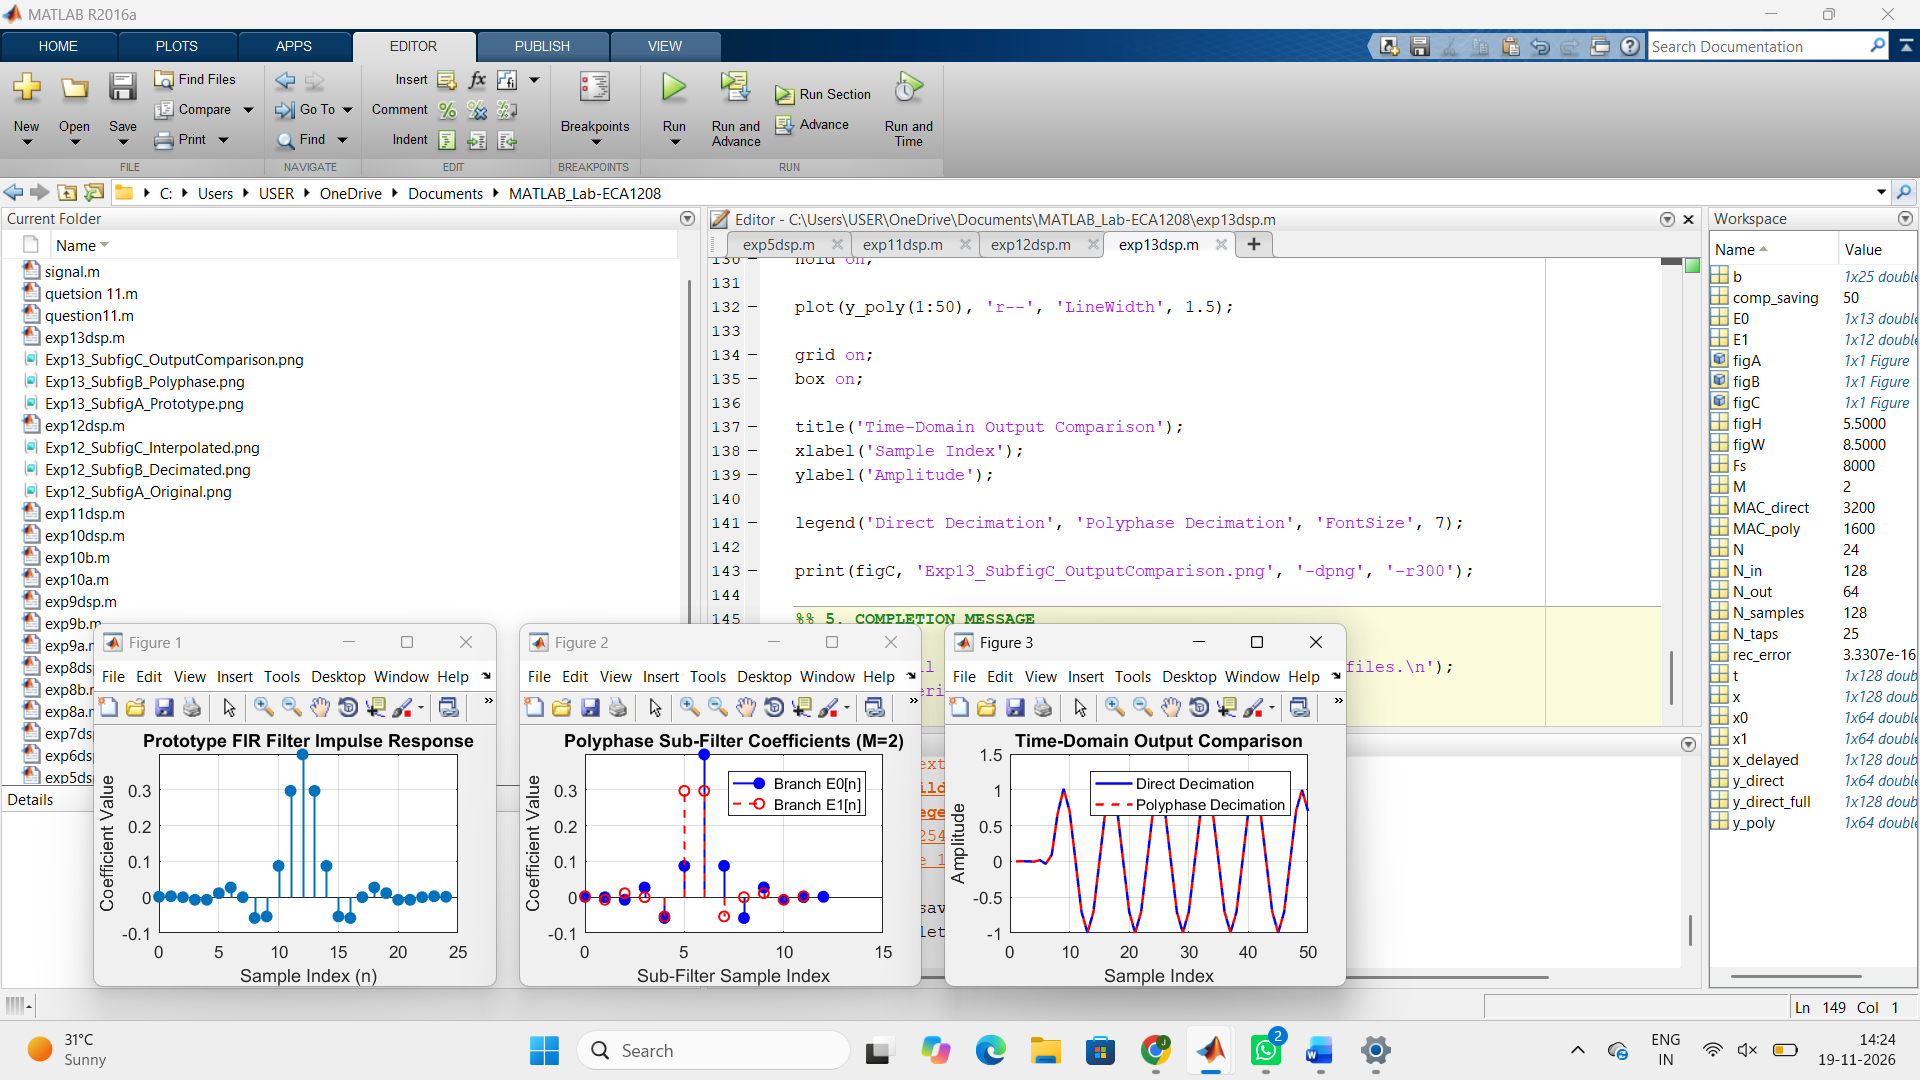 MATLAB R2016a
HOME PLOTS APPS EDITOR PUBLISH VIEW
Search Documentation
New Open Save
Find Files
Compare
Print
Go To
Find
Insert
Comment
Indent
fx
Breakpoints
Run
Run and Advance
Run Section
Advance
Run and Time
FILE NAVIGATE EDIT BREAKPOINTS RUN
C: Users USER OneDrive Documents MATLAB_Lab-ECA1208
Current Folder
Name
signal.m
quetsion 11.m
question11.m
exp13dsp.m
Exp13_SubfigC_OutputComparison.png
Exp13_SubfigB_Polyphase.png
Exp13_SubfigA_Prototype.png
exp12dsp.m
Exp12_SubfigC_Interpolated.png
Exp12_SubfigB_Decimated.png
Exp12_SubfigA_Original.png
exp11dsp.m
exp10dsp.m
exp10b.m
exp10a.m
exp9dsp.m
exp9b.m
Details
Editor - C:\Users\USER\OneDrive\Documents\MATLAB_Lab-ECA1208\exp13dsp.m
exp5dsp.m exp11dsp.m exp12dsp.m exp13dsp.m +
130 hold on;
131
132 plot(y_poly(1:50), 'r--', 'LineWidth', 1.5);
133
134 grid on;
135 box on;
136
137 title('Time-Domain Output Comparison');
138 xlabel('Sample Index');
139 ylabel('Amplitude');
140
141 legend('Direct Decimation', 'Polyphase Decimation', 'FontSize', 7);
142
143 print(figC, 'Exp13_SubfigC_OutputComparison.png', '-dpng', '-r300');
144
145 %% 5. COMPLETION MESSAGE
files.\n');
Workspace
Name Value
b 1x25 double
comp_saving 50
E0 1x13 double
E1 1x12 double
figA 1x1 Figure
figB 1x1 Figure
figC 1x1 Figure
figH 5.5000
figW 8.5000
Fs 8000
M 2
MAC_direct 3200
MAC_poly 1600
N 24
N_in 128
N_out 64
N_samples 128
N_taps 25
rec_error 3.3307e-16
t 1x128 doub
x 1x128 doub
x0 1x64 double
x1 1x64 double
x_delayed 1x128 doub
y_direct 1x64 double
y_direct_full 1x128 doub
y_poly 1x64 double
Figure 1
File Edit View Insert Tools Desktop Window Help
Prototype FIR Filter Impulse Response
Coefficient Value
0.3
0.2
0.1
0
-0.1
0 5 10 15 20 25
Sample Index (n)
Figure 2
File Edit View Insert Tools Desktop Window Help
Polyphase Sub-Filter Coefficients (M=2)
Branch E0[n]
Branch E1[n]
Coefficient Value
0.3
0.2
0.1
0
-0.1
0 5 10 15
Sub-Filter Sample Index
Figure 3
File Edit View Insert Tools Desktop Window Help
Time-Domain Output Comparison
Direct Decimation
Polyphase Decimation
Amplitude
1.5
1
0.5
0
-0.5
-1
0 10 20 30 40 50
Sample Index
Ln 149 Col 1
31°C
Sunny
Search
2
ENG
IN
14:24
19-11-2026